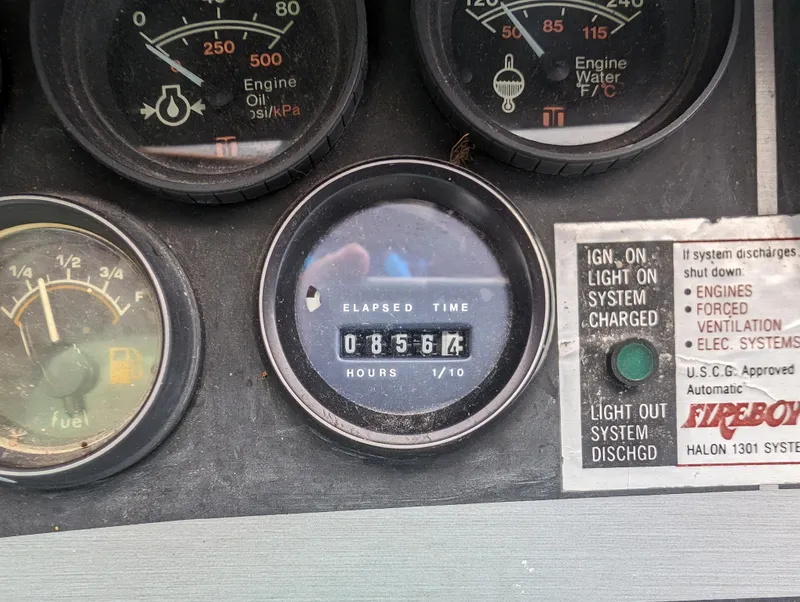 0 40 80
250
500
Engine
Oil
psi/kPa
120 240
50 85 115
Engine
Water
°F/°C
1/4 1/2 3/4 F
fuel
ELAPSED TIME
0856
HOURS 1/10
IGN. ON
LIGHT ON
SYSTEM
CHARGED
LIGHT OUT
SYSTEM
DISCHGD
If system discharges
shut down:
• ENGINES
• FORCED
VENTILATION
• ELEC. SYSTEMS
U.S.C.G. Approved
Automatic
FIREBOY
HALON 1301 SYSTE